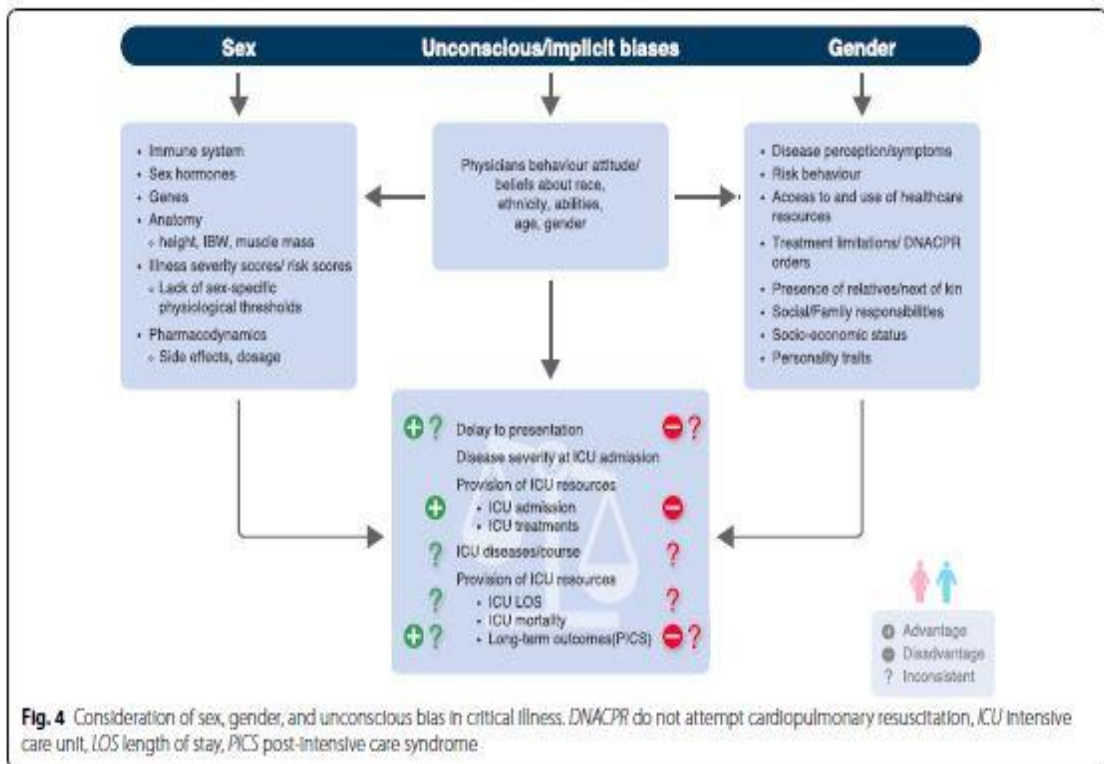 Sex
Unconscious/implicit biases
Gender
• Immune system
• Sex hormones
• Genes
• Anatomy
o height, IBW, muscle mass
• Illness severity scores/ risk scores
o Lack of sex-specific
physiological thresholds
• Pharmacodynamics
o Side effects, dosage
Physicians behaviour attitude/
beliefs about race,
ethnicity, abilities,
age, gender
• Disease perception/symptoms
• Risk behaviour
• Access to and use of healthcare
resources
• Treatment limitations/ DNACPR
orders
• Presence of relatives/next of kin
• Social/Family responsibilities
• Socio-economic status
• Personality traits
+ ? Delay to presentation - ?
Disease severity at ICU admission
Provision of ICU resources
+ • ICU admission -
• ICU treatments
? ICU diseases/course ?
Provision of ICU resources
? • ICU LOS ?
• ICU mortality
+ ? • Long-term outcomes(PICS) - ?
+ Advantage
- Disadvantage
? Inconsistent
Fig. 4 Consideration of sex, gender, and unconscious bias in critical illness. DNACPR do not attempt cardiopulmonary resuscitation, ICU intensive
care unit, LOS length of stay, PICS post-intensive care syndrome